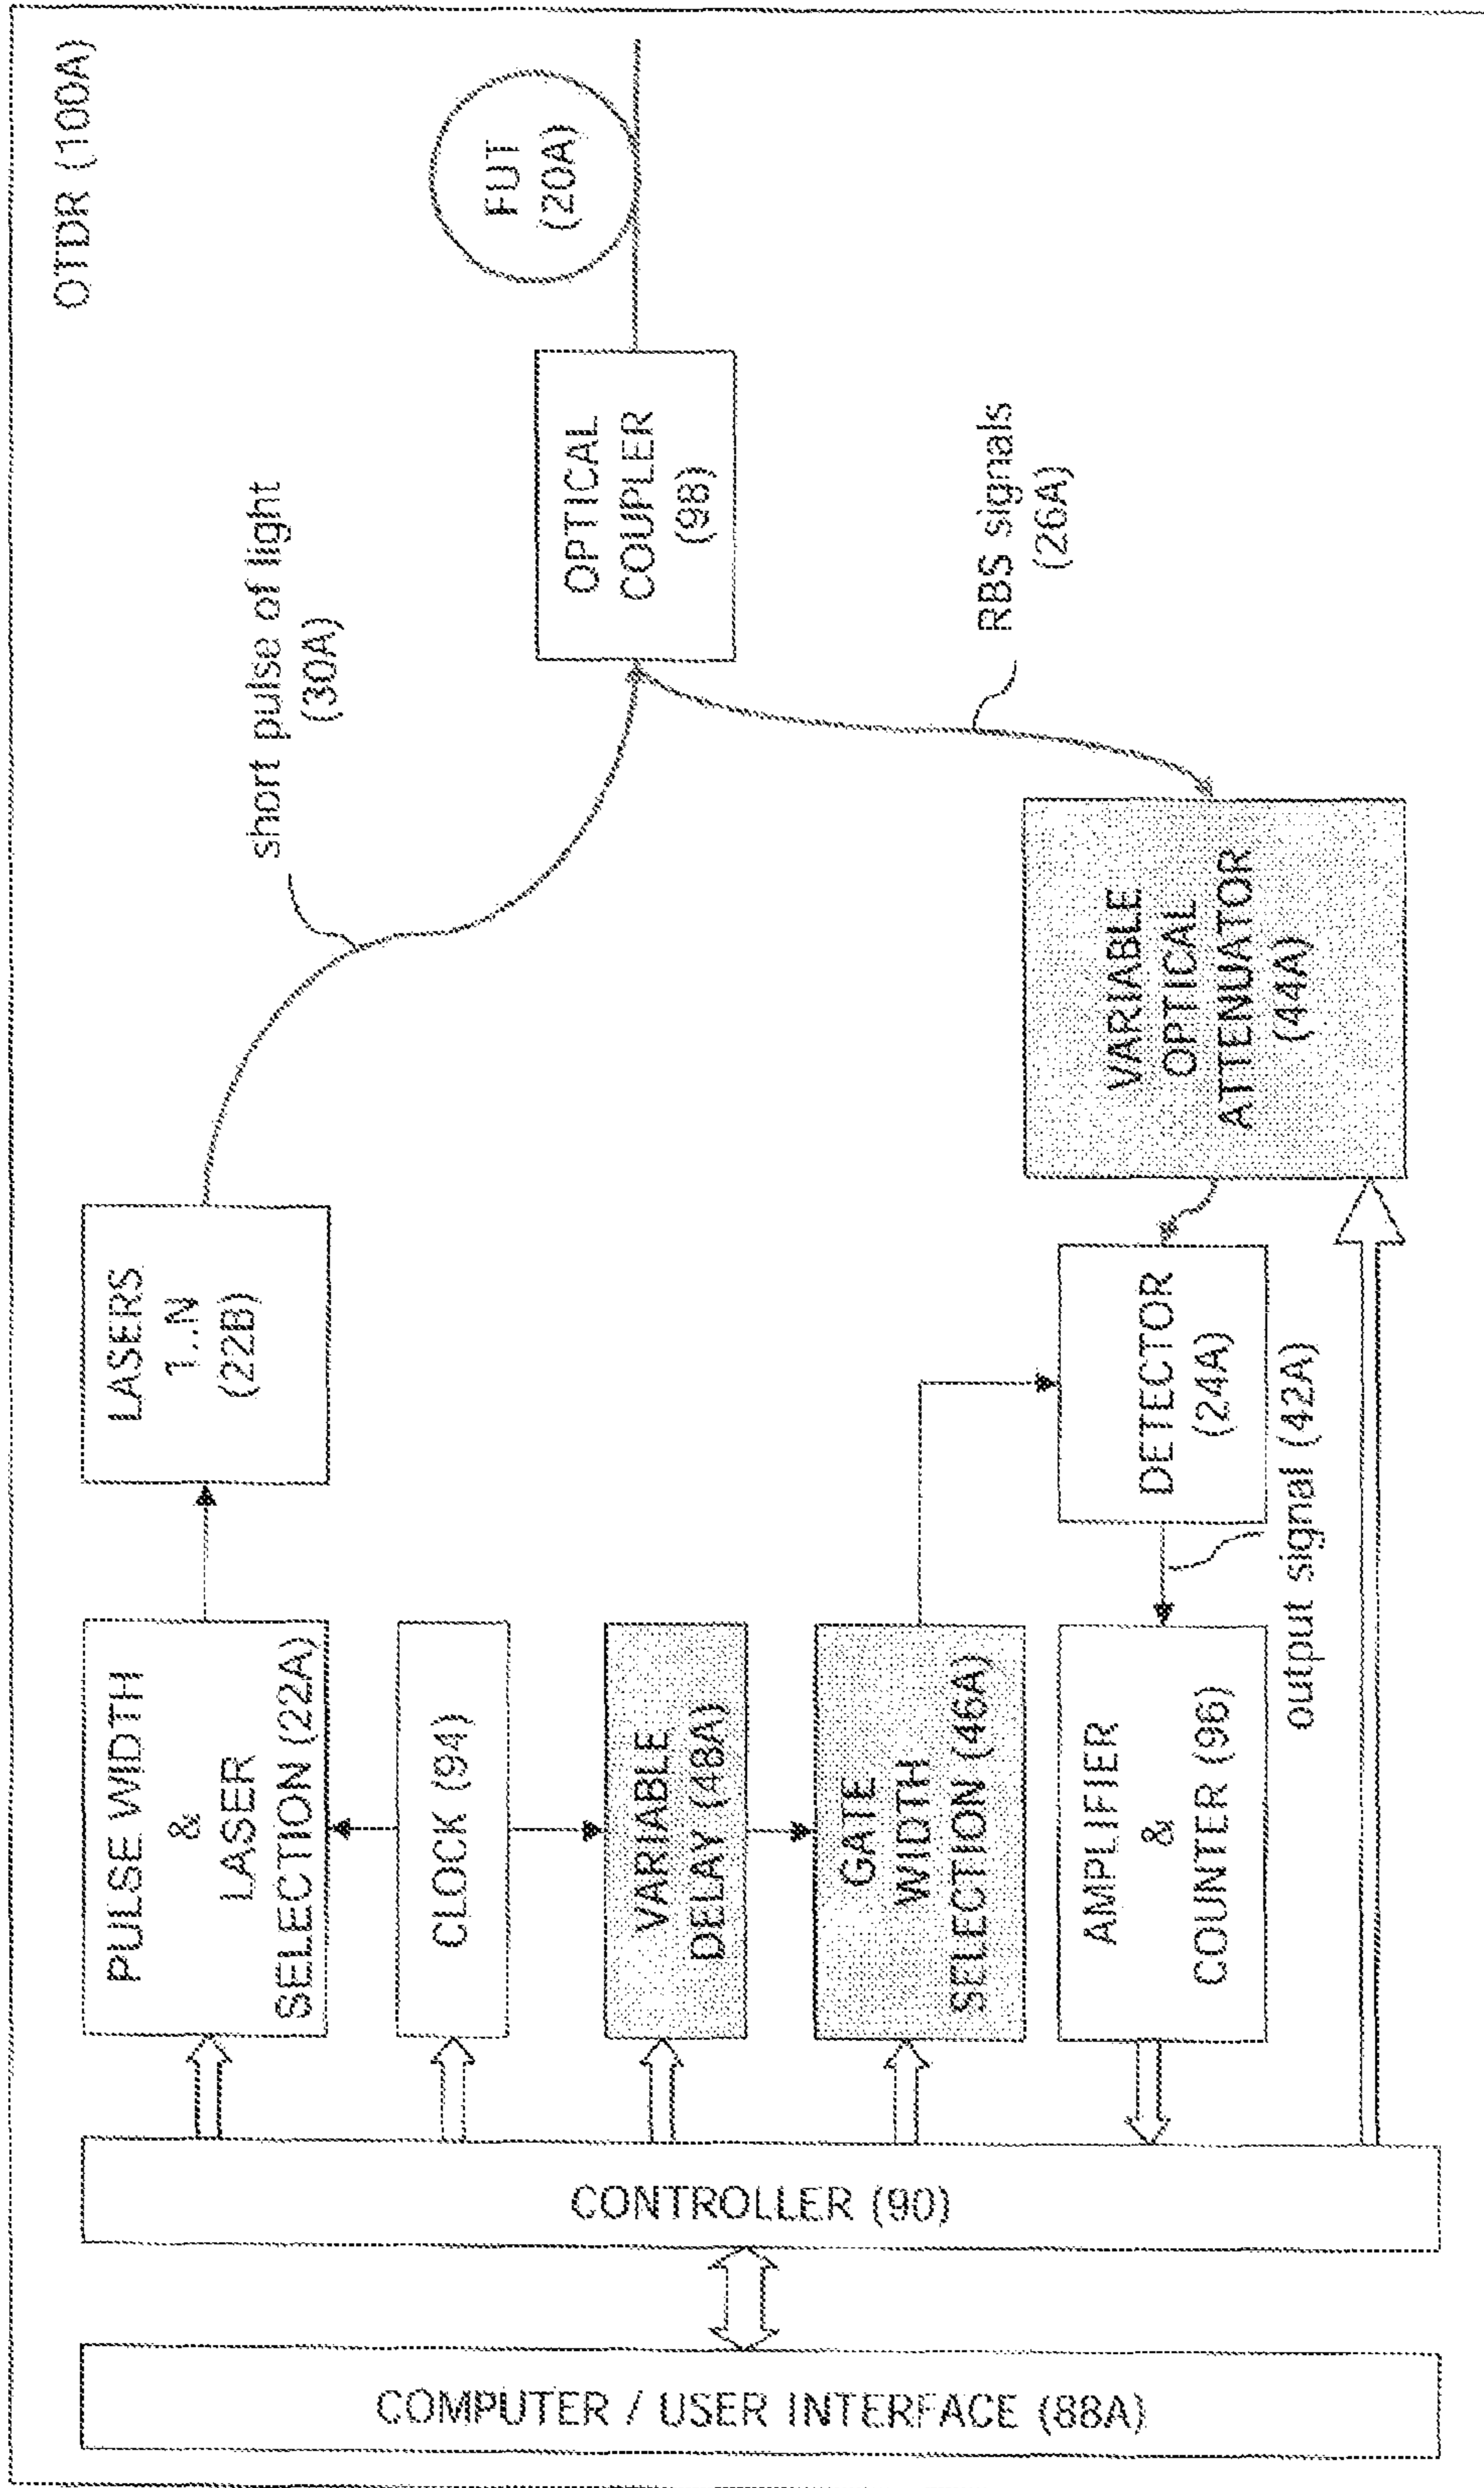 OTDR (100A)
PULSE WIDTH
&
LASER
SELECTION (22A)
LASERS
1..N
(22B)
short pulse of light
(30A)
CLOCK (94)
VARIABLE
DELAY (48A)
GATE
WIDTH
SELECTION (46A)
OPTICAL
COUPLER
(98)
FUT
(20A)
RBS signals
(26A)
VARIABLE
OPTICAL
ATTENUATOR
(44A)
DETECTOR
(24A)
output signal (42A)
AMPLIFIER
&
COUNTER (96)
CONTROLLER (90)
COMPUTER / USER INTERFACE (88A)